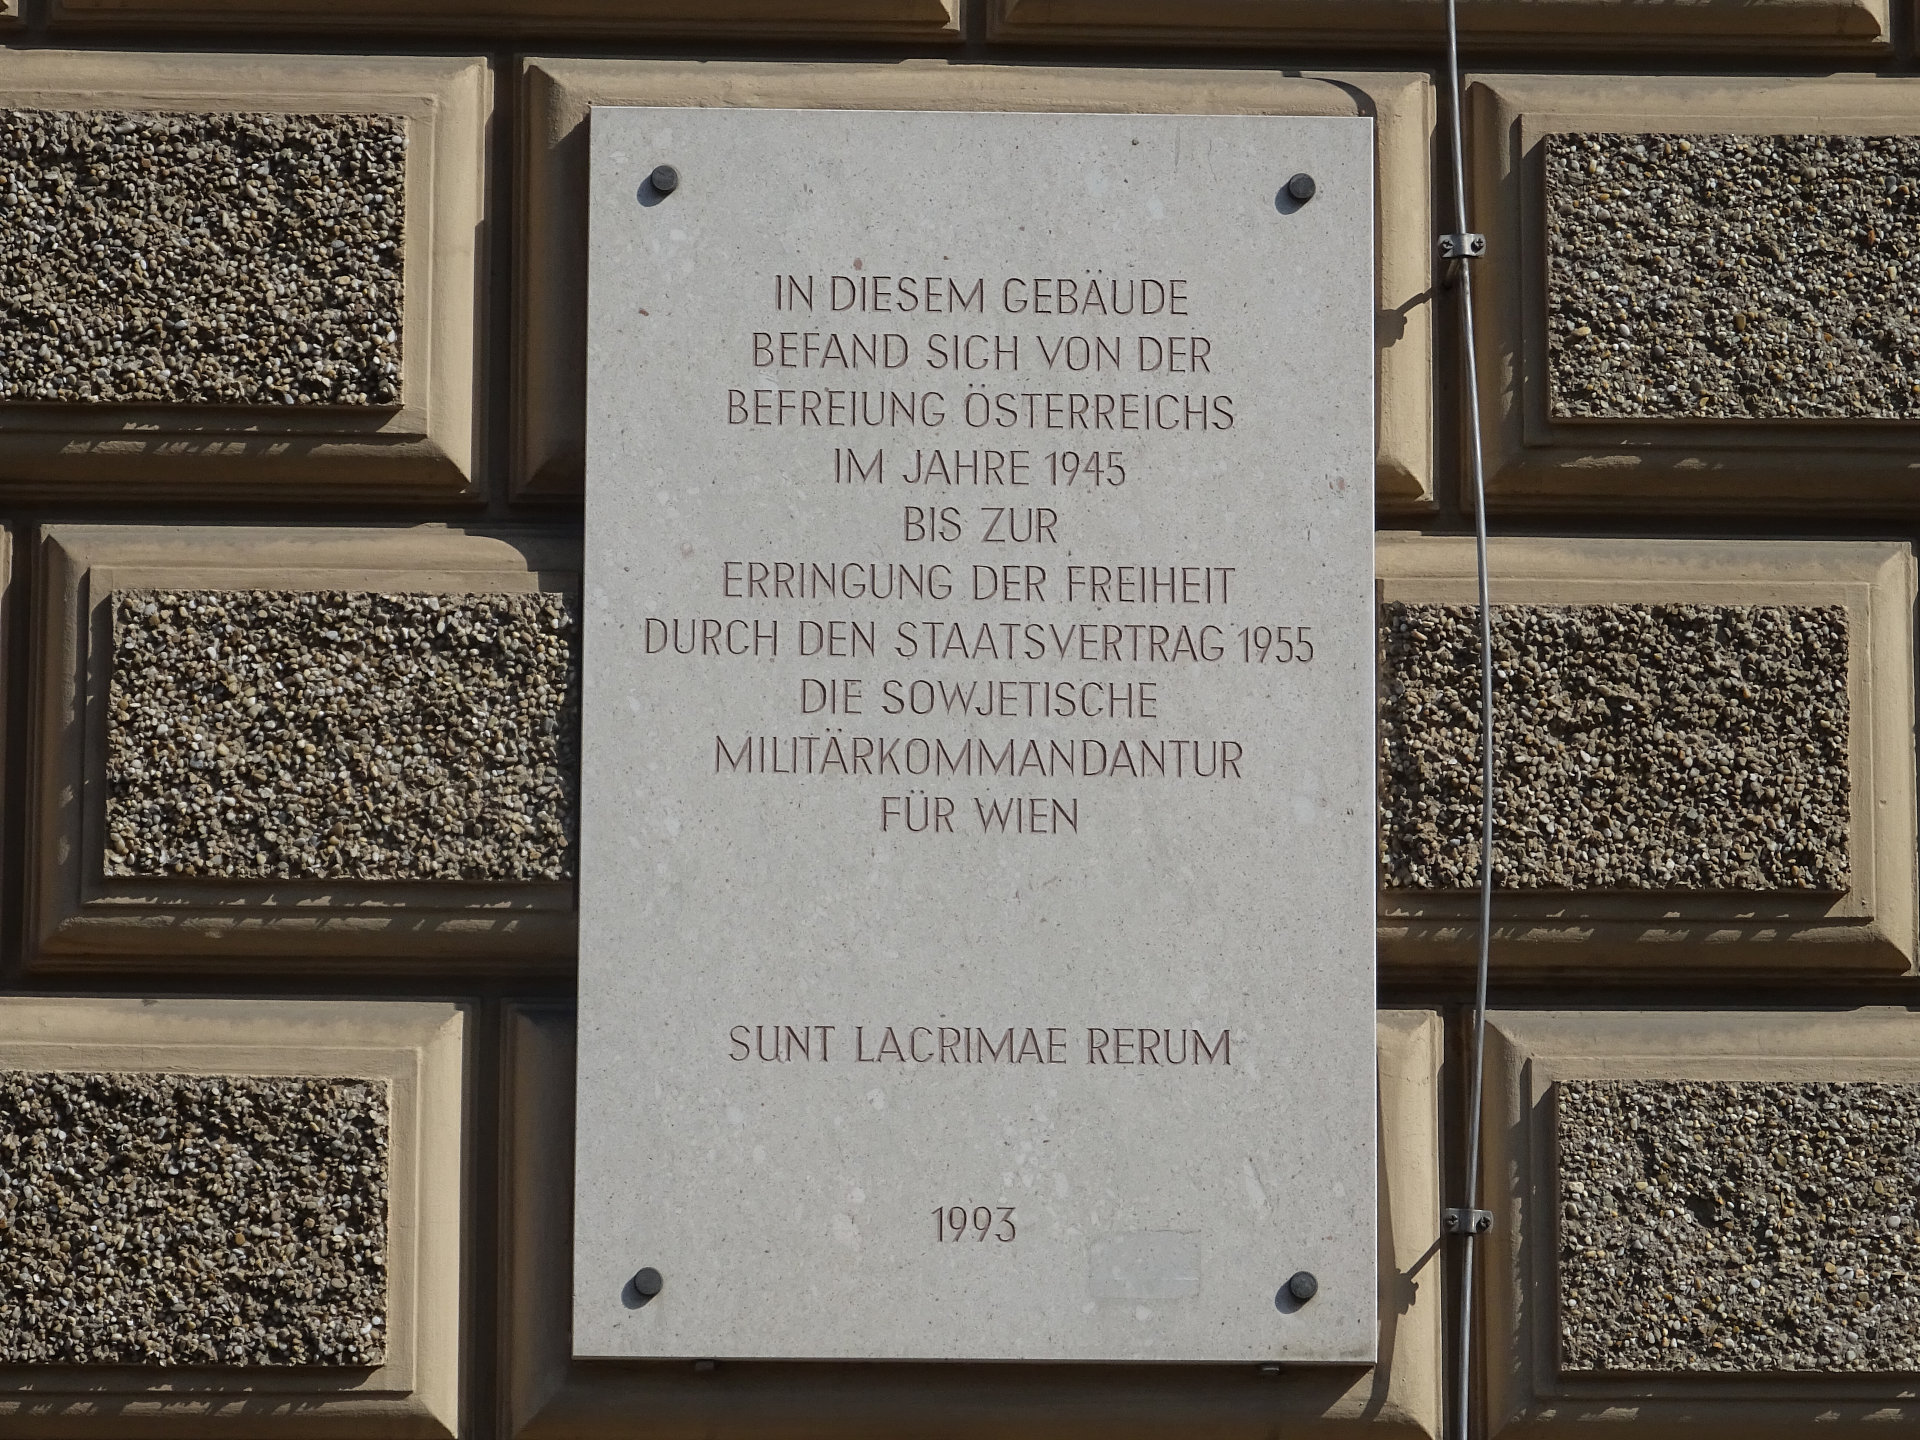 IN DIESEM GEBÄUDE
BEFAND SICH VON DER
BEFREIUNG ÖSTERREICHS
IM JAHRE 1945
BIS ZUR
ERRINGUNG DER FREIHEIT
DURCH DEN STAATSVERTRAG 1955
DIE SOWJETISCHE
MILITÄRKOMMANDANTUR
FÜR WIEN
SUNT LACRIMAE RERUM
1993